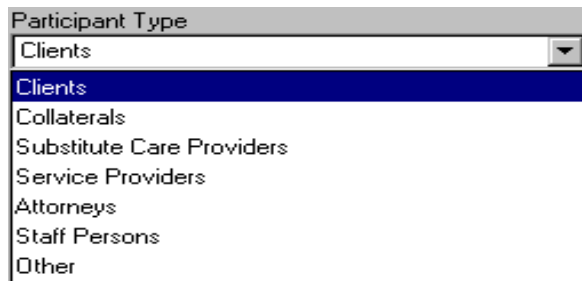 Participant Type
Clients
Clients
Collaterals
Substitute Care Providers
Service Providers
Attorneys
Staff Persons
Other